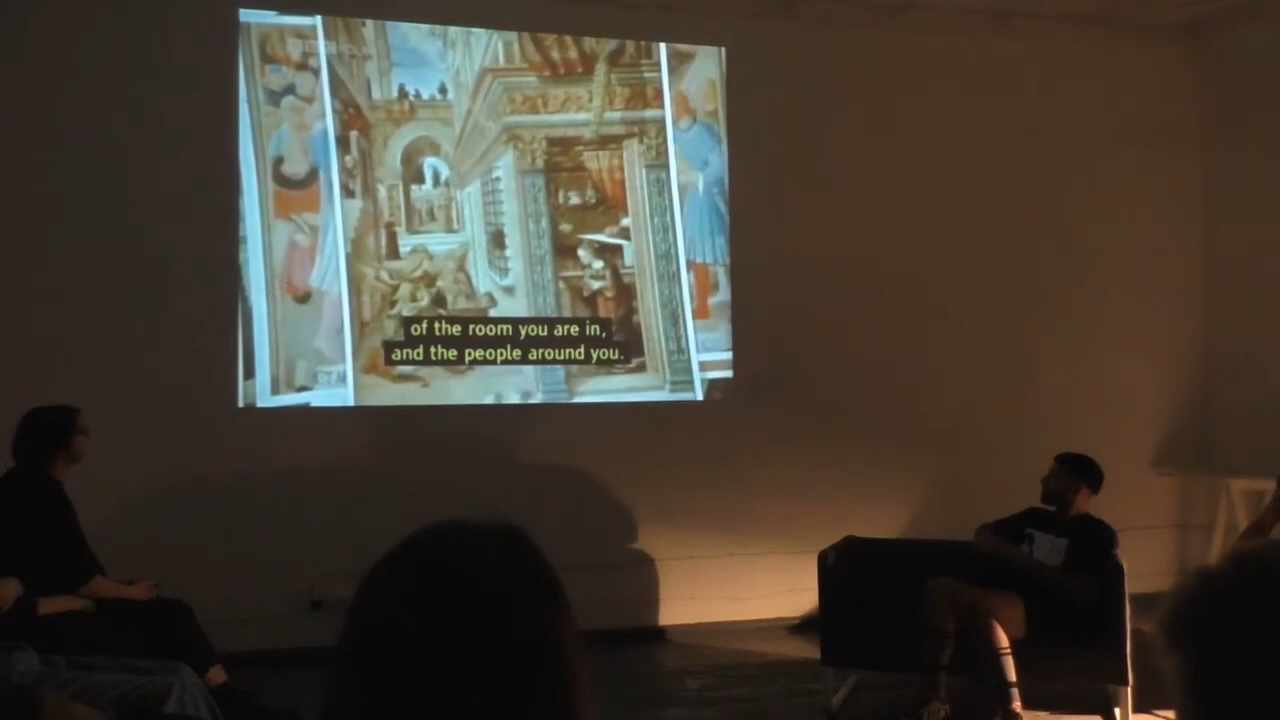 of the room you are in,
and the people around you.